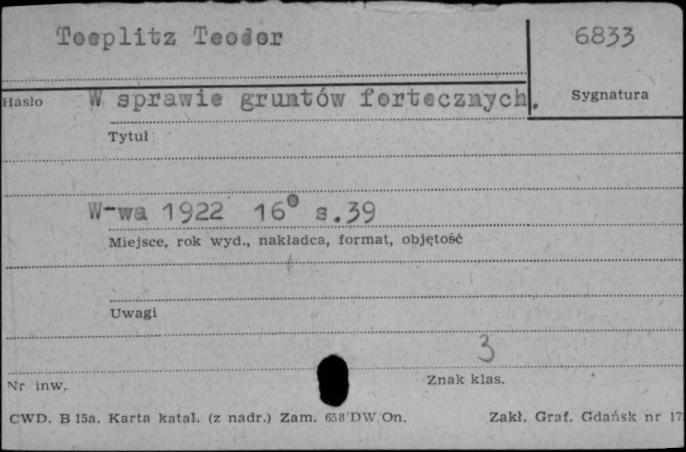 Toeplitz Teodor
6833
Hasło
W sprawie gruntów fortecznych.
Sygnatura
Tytuł
W-wa 1922 16° s.39
Miejsce, rok wyd., nakładca, format, objętość
Uwagi
3
Nr inw.
Znak klas.
CWD. B 15a. Karta katal. (z nadr.) Zam. 658/DW/On.
Zakł. Graf. Gdańsk nr 17